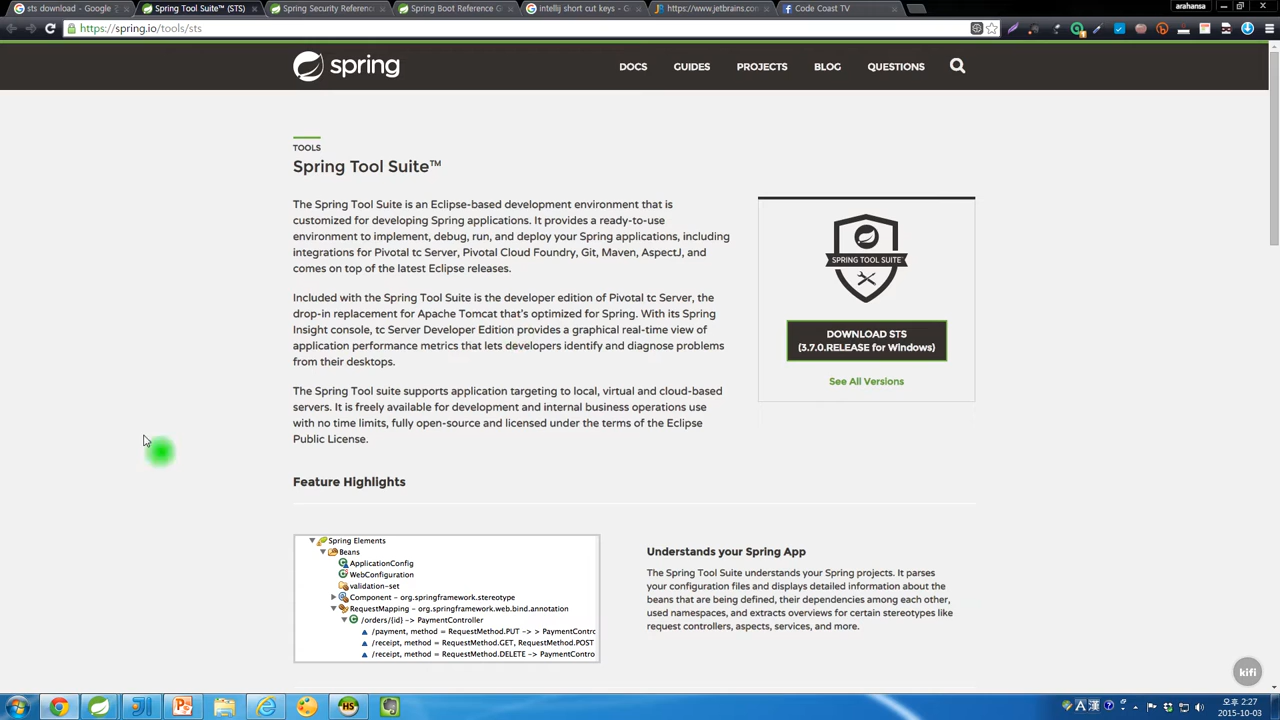 sts download - Google 검
Spring Tool Suite™ (STS)
Spring Security Referenc
Spring Boot Reference G
intellij short cut keys - Go
https://www.jetbrains.com
Code Coast TV
arahansa
https://spring.io/tools/sts
spring
DOCS GUIDES PROJECTS BLOG QUESTIONS
TOOLS
Spring Tool Suite™
The Spring Tool Suite is an Eclipse-based development environment that is
customized for developing Spring applications. It provides a ready-to-use
environment to implement, debug, run, and deploy your Spring applications, including
integrations for Pivotal tc Server, Pivotal Cloud Foundry, Git, Maven, AspectJ, and
comes on top of the latest Eclipse releases.
Included with the Spring Tool Suite is the developer edition of Pivotal tc Server, the
drop-in replacement for Apache Tomcat that's optimized for Spring. With its Spring
Insight console, tc Server Developer Edition provides a graphical real-time view of
application performance metrics that lets developers identify and diagnose problems
from their desktops.
The Spring Tool suite supports application targeting to local, virtual and cloud-based
servers. It is freely available for development and internal business operations use
with no time limits, fully open-source and licensed under the terms of the Eclipse
Public License.
SPRING TOOL SUITE
DOWNLOAD STS
(3.7.0.RELEASE for Windows)
See All Versions
Feature Highlights
Spring Elements
Beans
ApplicationConfig
WebConfiguration
validation-set
Component - org.springframework.stereotype
RequestMapping - org.springframework.web.bind.annotation
/orders/{id} -> PaymentController
/payment, method = RequestMethod.PUT -> > PaymentContro
/receipt, method = RequestMethod.GET, RequestMethod.POST
/receipt, method = RequestMethod.DELETE -> PaymentContro
Understands your Spring App
The Spring Tool Suite understands your Spring projects. It parses
your configuration files and displays detailed information about the
beans that are being defined, their dependencies among each other,
used namespaces, and extracts overviews for certain stereotypes like
request controllers, aspects, services, and more.
kifi
오후 2:27
2015-10-03